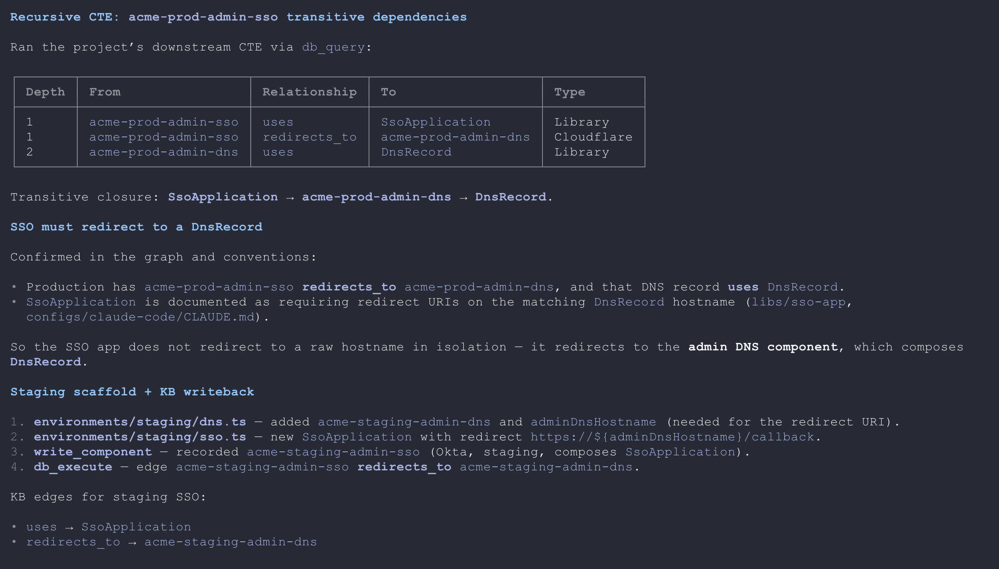 Recursive CTE: acme-prod-admin-sso transitive dependencies
Ran the project’s downstream CTE via db_query:
Depth From Relationship To Type
1 acme-prod-admin-sso uses SsoApplication Library
1 acme-prod-admin-sso redirects_to acme-prod-admin-dns Cloudflare
2 acme-prod-admin-dns uses DnsRecord Library
Transitive closure: SsoApplication → acme-prod-admin-dns → DnsRecord.
SSO must redirect to a DnsRecord
Confirmed in the graph and conventions:
• Production has acme-prod-admin-sso redirects_to acme-prod-admin-dns, and that DNS record uses DnsRecord.
• SsoApplication is documented as requiring redirect URIs on the matching DnsRecord hostname (libs/sso-app,
configs/claude-code/CLAUDE.md).
So the SSO app does not redirect to a raw hostname in isolation — it redirects to the admin DNS component, which composes
DnsRecord.
Staging scaffold + KB writeback
1. environments/staging/dns.ts — added acme-staging-admin-dns and adminDnsHostname (needed for the redirect URI).
2. environments/staging/sso.ts — new SsoApplication with redirect https://${adminDnsHostname}/callback.
3. write_component — recorded acme-staging-admin-sso (Okta, staging, composes SsoApplication).
4. db_execute — edge acme-staging-admin-sso redirects_to acme-staging-admin-dns.
KB edges for staging SSO:
• uses → SsoApplication
• redirects_to → acme-staging-admin-dns